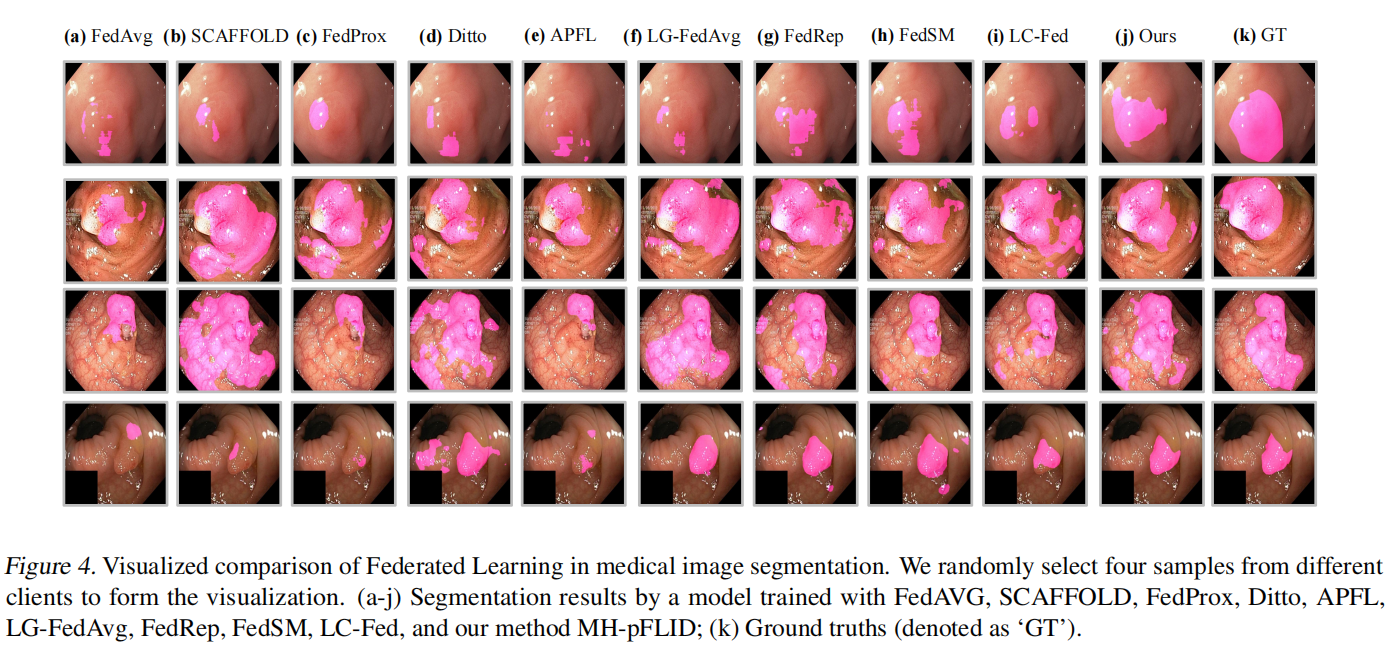 (a) FedAvg (b) SCAFFOLD (c) FedProx (d) Ditto (e) APFL (f) LG-FedAvg (g) FedRep (h) FedSM (i) LC-Fed (j) Ours (k) GT
Figure 4. Visualized comparison of Federated Learning in medical image segmentation. We randomly select four samples from different
clients to form the visualization. (a-j) Segmentation results by a model trained with FedAVG, SCAFFOLD, FedProx, Ditto, APFL,
LG-FedAvg, FedRep, FedSM, LC-Fed, and our method MH-pFLID; (k) Ground truths (denoted as ‘GT’).